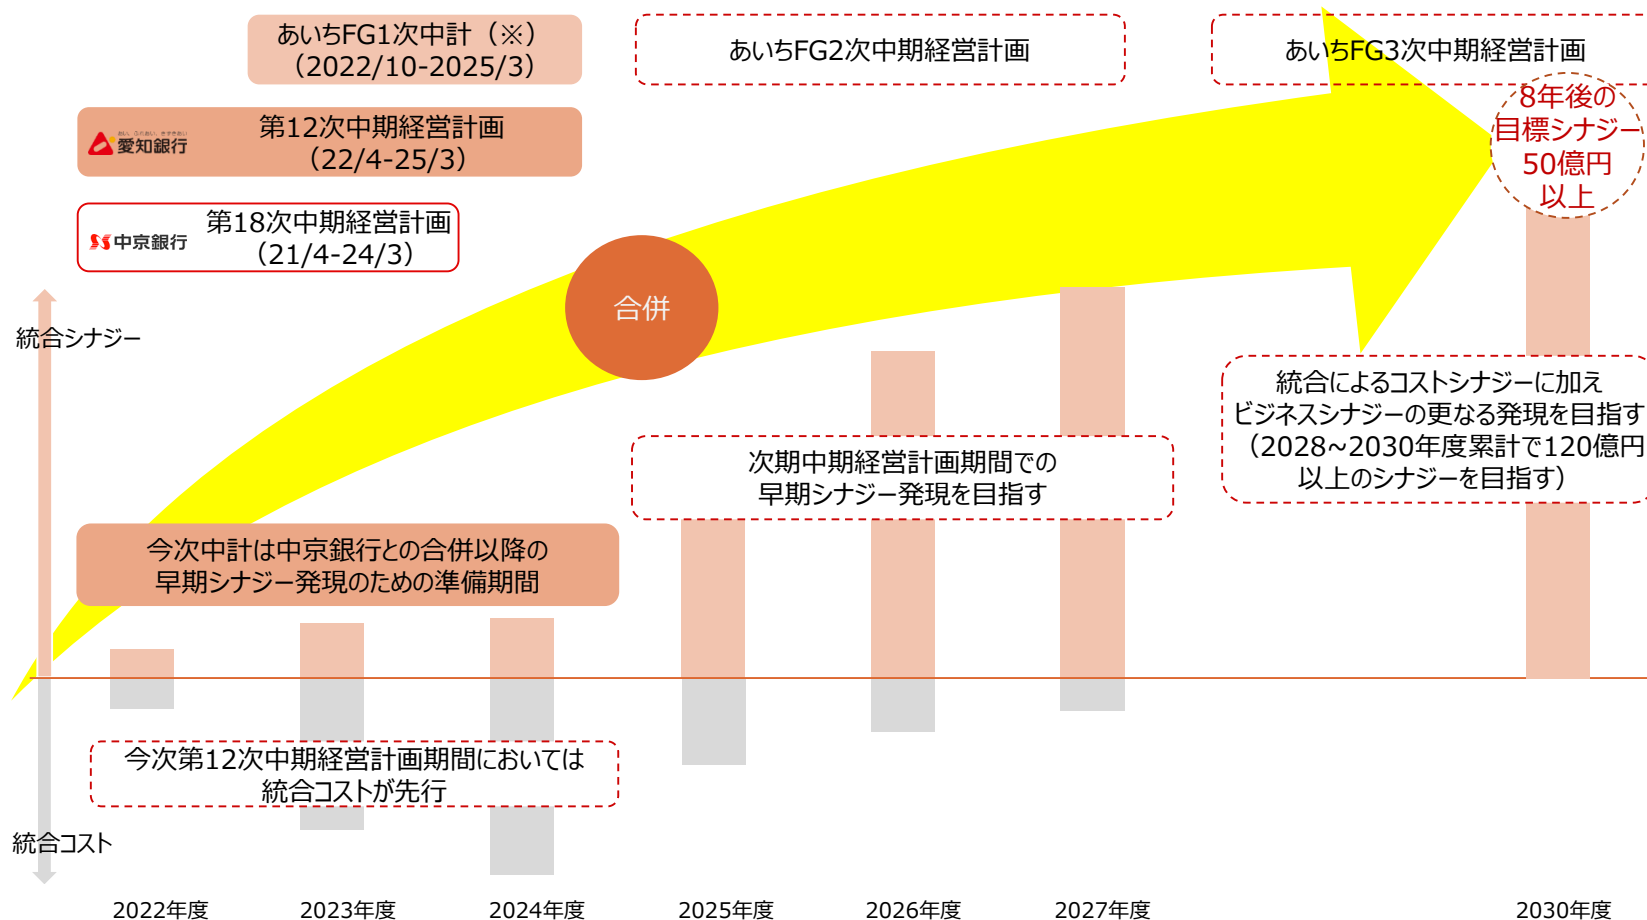 あいちFG1次中計（※）
（2022/10-2025/3）
あいちFG2次中期経営計画
あいちFG3次中期経営計画
愛知銀行
第12次中期経営計画
（22/4-25/3）
中京銀行
第18次中期経営計画
（21/4-24/3）
8年後の
目標シナジー
50億円
以上
合併
統合シナジー
統合によるコストシナジーに加え
ビジネスシナジーの更なる発現を目指す
（2028~2030年度累計で120億円
以上のシナジーを目指す）
次期中期経営計画期間での
早期シナジー発現を目指す
今次中計は中京銀行との合併以降の
早期シナジー発現のための準備期間
今次第12次中期経営計画期間においては
統合コストが先行
統合コスト
2022年度
2023年度
2024年度
2025年度
2026年度
2027年度
2030年度